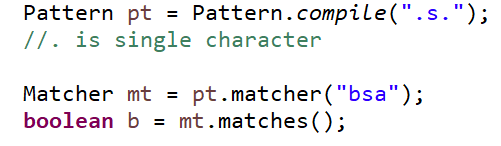 Pattern pt = Pattern.compile(".s.");
//. is single character
Matcher mt = pt.matcher("bsa");
boolean b = mt.matches();